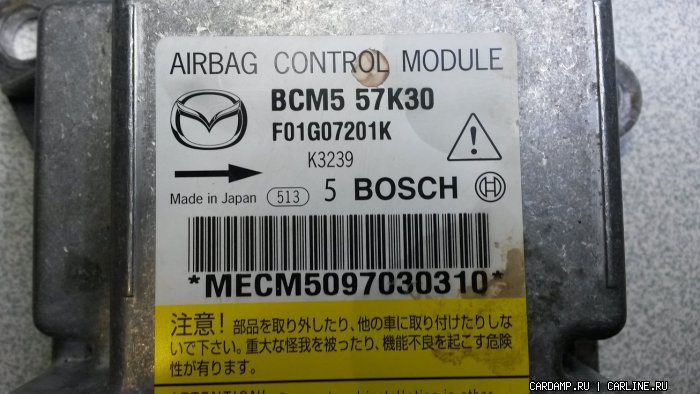 AIRBAG CONTROL MODULE
BCM5 57K30
F01G07201K
K3239
Made in Japan 513 5 BOSCH
*MECM5097030310*
注意! 部品を取り外したり、他の車に取り付けたりしな
いで下さい。重大な怪我を被ったり、機能不良を起こす危険
性が有ります。
CARDAMP.RU | CARLINE.RU